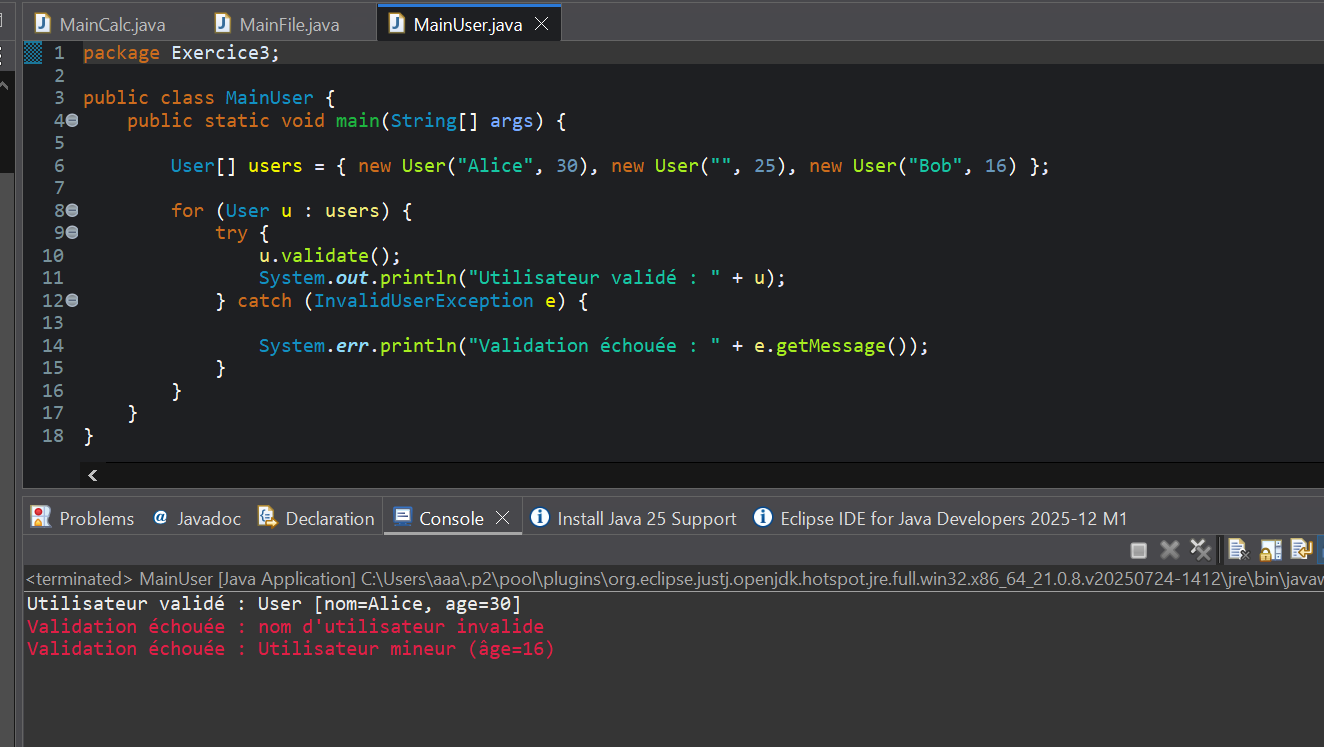 MainCalc.java MainFile.java MainUser.java
1 package Exercice3;
2
3 public class MainUser {
4 public static void main(String[] args) {
5
6 User[] users = { new User("Alice", 30), new User("", 25), new User("Bob", 16) };
7
8 for (User u : users) {
9 try {
10 u.validate();
11 System.out.println("Utilisateur validé : " + u);
12 } catch (InvalidUserException e) {
13
14 System.err.println("Validation échouée : " + e.getMessage());
15 }
16 }
17 }
18 }
Problems @ Javadoc Declaration Console Install Java 25 Support Eclipse IDE for Java Developers 2025-12 M1
<terminated> MainUser [Java Application] C:\Users\aaa\.p2\pool\plugins\org.eclipse.justj.openjdk.hotspot.jre.full.win32.x86_64_21.0.8.v20250724-1412\jre\bin\javaw
Utilisateur validé : User [nom=Alice, age=30]
Validation échouée : nom d'utilisateur invalide
Validation échouée : Utilisateur mineur (âge=16)